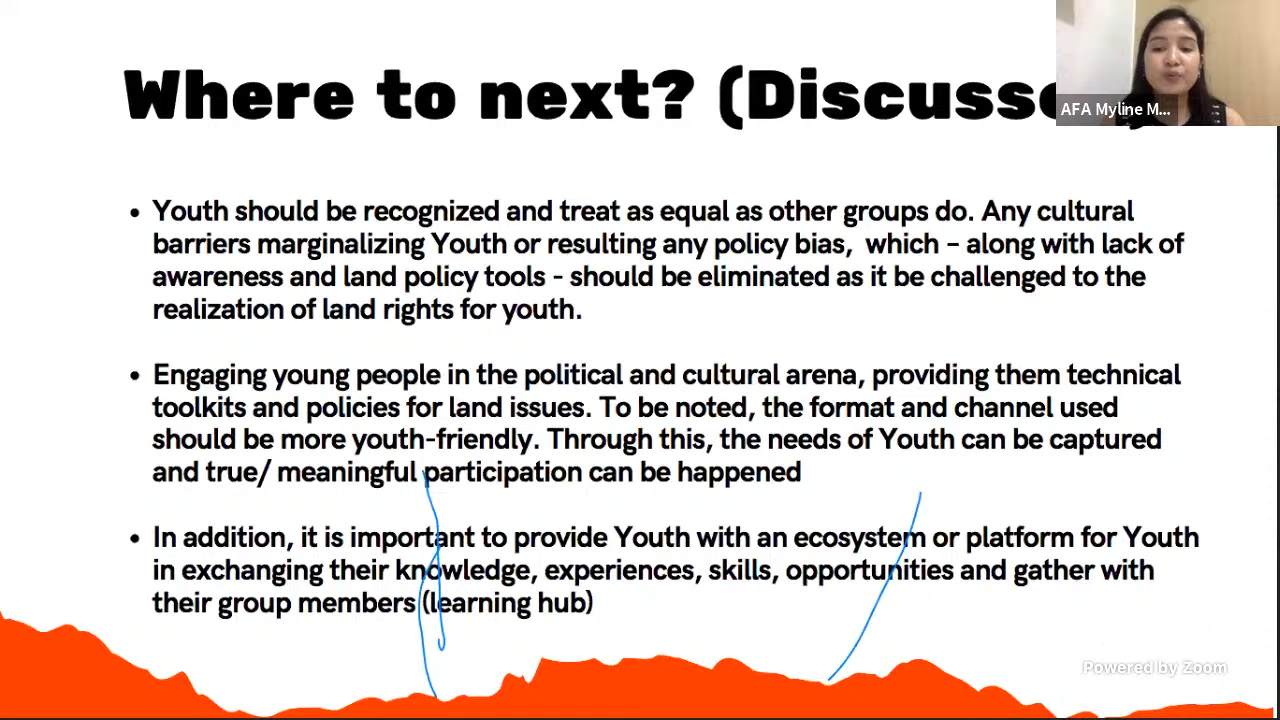 Where to next? (Discusse
AFA Myline M...
• Youth should be recognized and treat as equal as other groups do. Any cultural
barriers marginalizing Youth or resulting any policy bias, which – along with lack of
awareness and land policy tools - should be eliminated as it be challenged to the
realization of land rights for youth.
• Engaging young people in the political and cultural arena, providing them technical
toolkits and policies for land issues. To be noted, the format and channel used
should be more youth-friendly. Through this, the needs of Youth can be captured
and true/ meaningful participation can be happened
• In addition, it is important to provide Youth with an ecosystem or platform for Youth
in exchanging their knowledge, experiences, skills, opportunities and gather with
their group members (learning hub)
Powered by Zoom